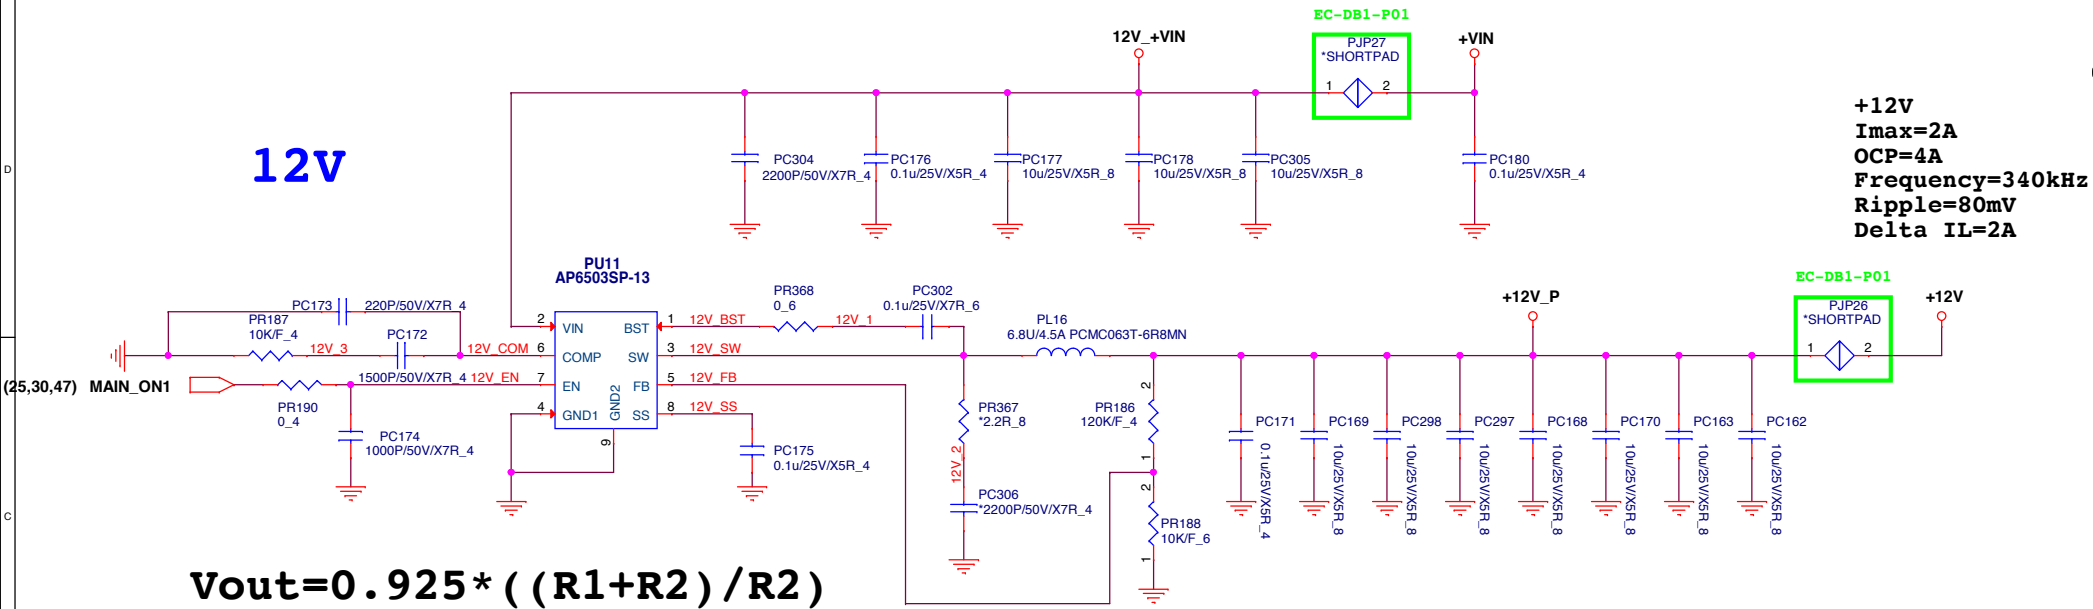 EC-DB1-P01
12V_+VIN
PJP27
*SHORTPAD
+VIN
1
2
+12V
Imax=2A
OCP=4A
Frequency=340kHz
Ripple=80mV
Delta IL=2A
12V
D
PC304
2200P/50V/X7R_4
PC176
0.1u/25V/X5R_4
PC177
10u/25V/X5R_8
PC178
10u/25V/X5R_8
PC305
10u/25V/X5R_8
PC180
0.1u/25V/X5R_4
PU11
AP6503SP-13
EC-DB1-P01
+12V_P
PJP26
*SHORTPAD
+12V
1
2
PC173
220P/50V/X7R_4
PR187
10K/F_4
12V_3
PC172
1500P/50V/X7R_4
12V_COM
12V_EN
(25,30,47) MAIN_ON1
PR190
0_4
PC174
1000P/50V/X7R_4
2
VIN
6
COMP
7
EN
4
GND1
GND2
9
BST
1
SW
3
FB
5
SS
8
12V_BST
12V_SW
12V_FB
12V_SS
PR368
0_6
12V_1
PC302
0.1u/25V/X7R_6
PL16
6.8U/4.5A PCMC063T-6R8MN
PC175
0.1u/25V/X5R_4
PR367
*2.2R_8
12V_2
PC306
*2200P/50V/X7R_4
2
PR186
120K/F_4
1
2
PR188
10K/F_6
1
PC171
0.1u/25V/X5R_4
PC169
10u/25V/X5R_8
PC298
10u/25V/X5R_8
PC297
10u/25V/X5R_8
PC168
10u/25V/X5R_8
PC170
10u/25V/X5R_8
PC163
10u/25V/X5R_8
PC162
10u/25V/X5R_8
C
Vout=0.925*((R1+R2)/R2)